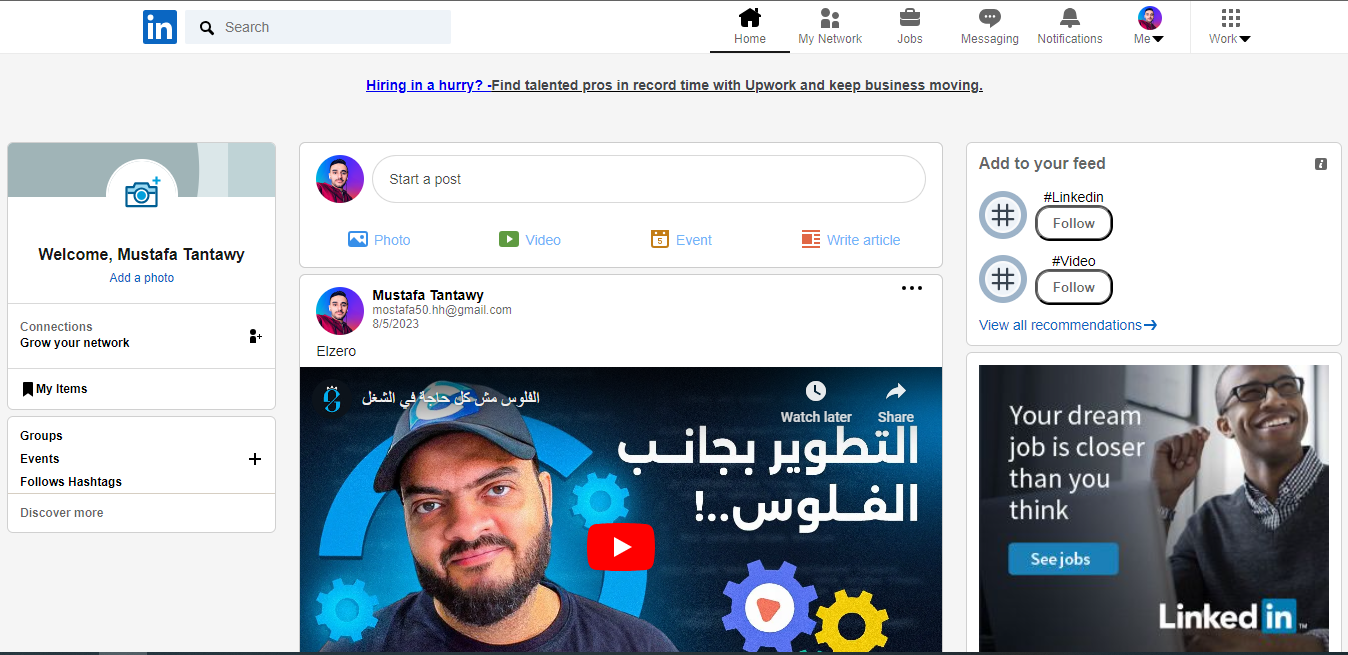 in
Search
Home
My Network
Jobs
Messaging
Notifications
Me
Work
Hiring in a hurry? -Find talented pros in record time with Upwork and keep business moving.
Welcome, Mustafa Tantawy
Add a photo
Connections
Grow your network
My Items
Groups
Events
Follows Hashtags
Discover more
Start a post
Photo
Video
5
Event
Write article
Mustafa Tantawy
mostafa50.hh@gmail.com
8/5/2023
Elzero
الفلوس مش كل حاجة في الشغل
Watch later
Share
التطوير بجانب
الفلوس..!
Add to your feed
#Linkedin
Follow
#Video
Follow
View all recommendations
Your dream
job is closer
than you
think
See jobs
Linked in TM